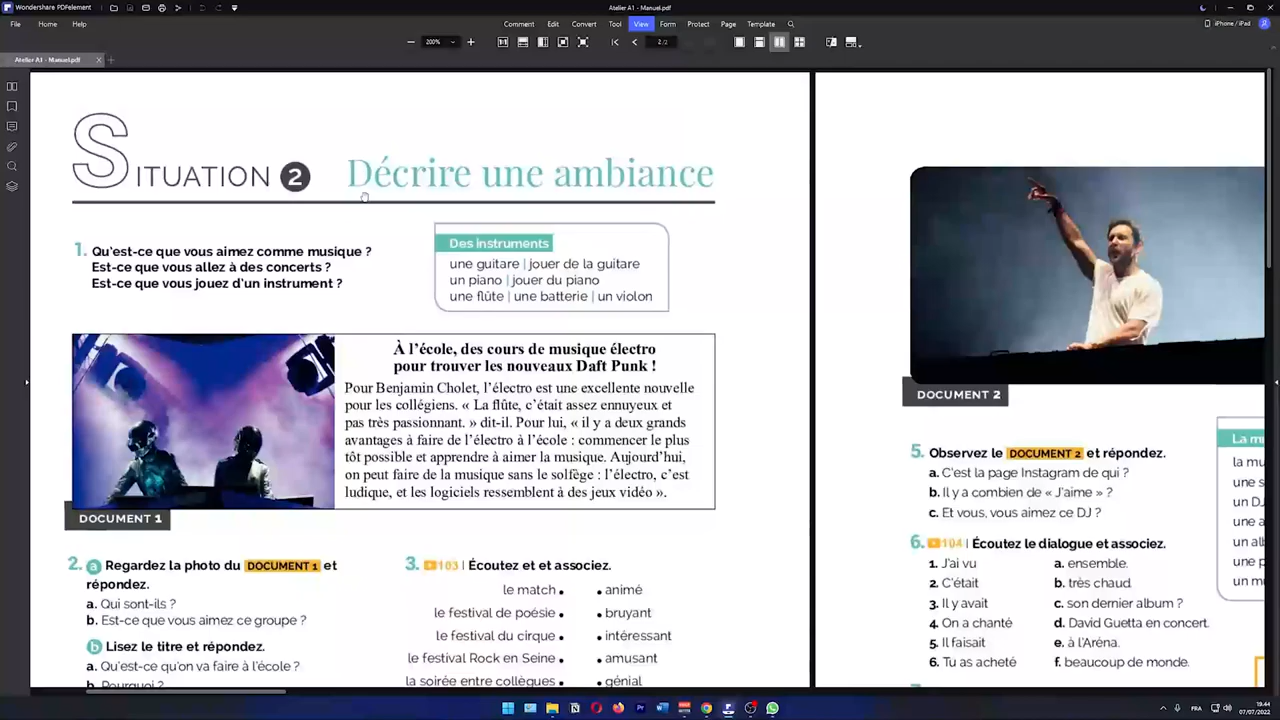 Wondershare PDFelement
Atelier A1 - Manuel.pdf
File
Home
Help
Comment
Edit
Convert
Tool
View
Form
Protect
Page
Template
iPhone / iPad
200%
2/2
Atelier A1 - Manuel.pdf
SITUATION 2 Décrire une ambiance
1. Qu'est-ce que vous aimez comme musique ?
Est-ce que vous allez à des concerts ?
Est-ce que vous jouez d'un instrument ?
Des instruments
une guitare | jouer de la guitare
un piano | jouer du piano
une flûte | une batterie | un violon
À l'école, des cours de musique électro
pour trouver les nouveaux Daft Punk !
Pour Benjamin Cholet, l'électro est une excellente nouvelle
pour les collégiens. « La flûte, c'était assez ennuyeux et
pas très passionnant. » dit-il. Pour lui, « il y a deux grands
avantages à faire de l'électro à l'école : commencer le plus
tôt possible et apprendre à aimer la musique. Aujourd'hui,
on peut faire de la musique sans le solfège : l'électro, c'est
ludique, et les logiciels ressemblent à des jeux vidéo ».
DOCUMENT 1
2. a Regardez la photo du DOCUMENT 1 et
répondez.
a. Qui sont-ils ?
b. Est-ce que vous aimez ce groupe ?
b Lisez le titre et répondez.
a. Qu'est-ce qu'on va faire à l'école ?
b. Pourquoi ?
3. 103 | Écoutez et et associez.
le match • • animé
le festival de poésie • • bruyant
le festival du cirque • • intéressant
le festival Rock en Seine • • amusant
la soirée entre collègues • • génial
DOCUMENT 2
5. Observez le DOCUMENT 2 et répondez.
a. C'est la page Instagram de qui ?
b. Il y a combien de « J'aime » ?
c. Et vous, vous aimez ce DJ ?
6. 104 | Écoutez le dialogue et associez.
1. J'ai vu a. ensemble.
2. C'était b. très chaud.
3. Il y avait c. son dernier album ?
4. On a chanté d. David Guetta en concert.
5. Il faisait e. à l'Aréna.
6. Tu as acheté f. beaucoup de monde.
La mu
la mu
une s
un DJ
une a
un alb
une p
un m
FRA
19:44
07/07/2022